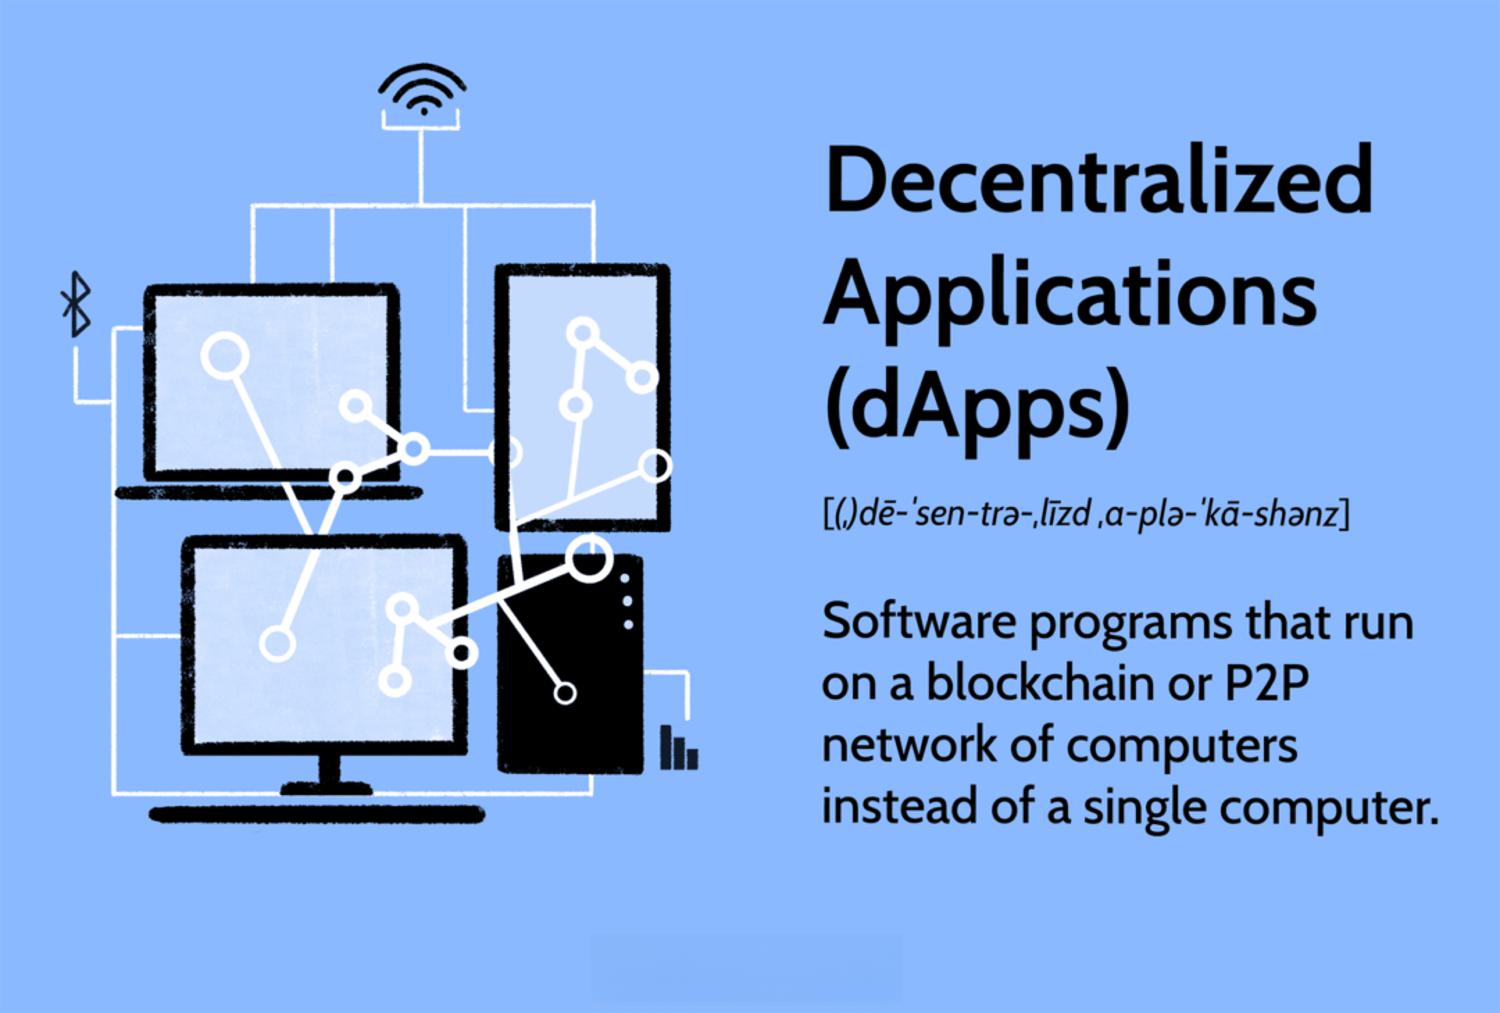 Decentralized
Applications
(dApps)
[(ˌ)dē-ˈsen-trə-ˌlīzd ˌa-plə-ˈkā-shənz]
Software programs that run
on a blockchain or P2P
network of computers
instead of a single computer.